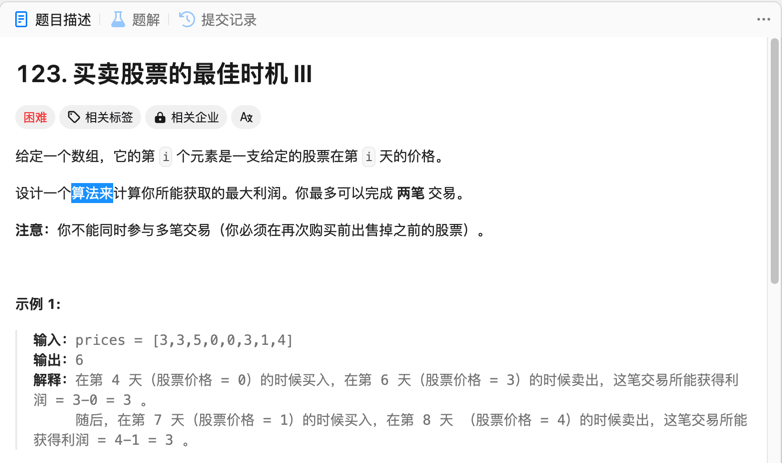 题目描述 题解 提交记录
123. 买卖股票的最佳时机 III
困难 相关标签 相关企业 A文
给定一个数组，它的第 i 个元素是一支给定的股票在第 i 天的价格。
设计一个算法来计算你所能获取的最大利润。你最多可以完成 两笔 交易。
注意：你不能同时参与多笔交易（你必须在再次购买前出售掉之前的股票）。
示例 1:
输入：prices = [3,3,5,0,0,3,1,4]
输出：6
解释：在第 4 天（股票价格 = 0）的时候买入，在第 6 天（股票价格 = 3）的时候卖出，这笔交易所能获得利
润 = 3-0 = 3 。
随后，在第 7 天（股票价格 = 1）的时候买入，在第 8 天 （股票价格 = 4）的时候卖出，这笔交易所能
获得利润 = 4-1 = 3 。